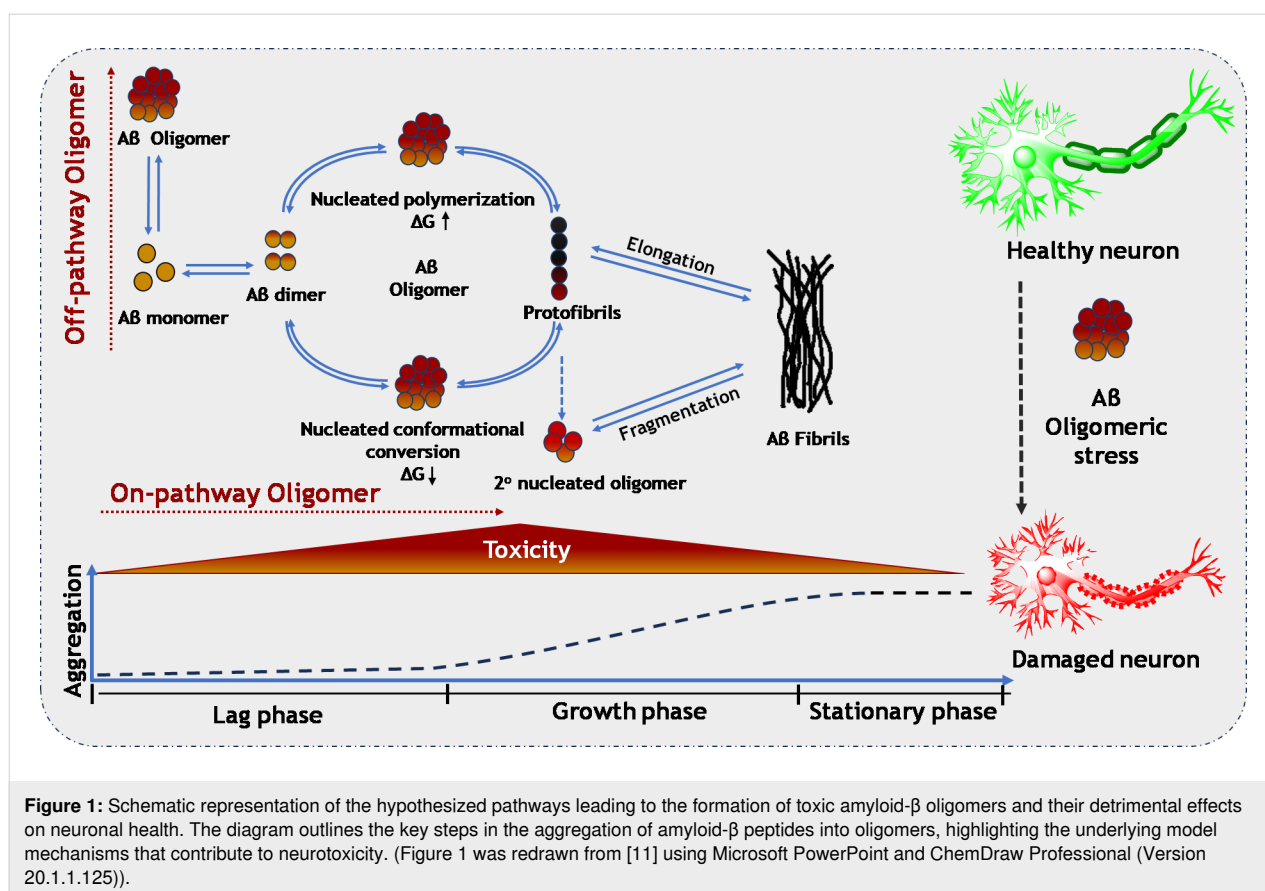 Off-pathway Oligomer
Aß Oligomer
Aß monomer
Aß dimer
Nucleated polymerization
ΔG ↑
Aß
Oligomer
Protofibrils
Nucleated conformational
conversion
ΔG ↓
2º nucleated oligomer
Elongation
Fragmentation
Aß Fibrils
Healthy neuron
Aß
Oligomeric
stress
Damaged neuron
On-pathway Oligomer
Toxicity
Aggregation
Lag phase
Growth phase
Stationary phase
Figure 1: Schematic representation of the hypothesized pathways leading to the formation of toxic amyloid-β oligomers and their detrimental effects
on neuronal health. The diagram outlines the key steps in the aggregation of amyloid-β peptides into oligomers, highlighting the underlying model
mechanisms that contribute to neurotoxicity. (Figure 1 was redrawn from [11] using Microsoft PowerPoint and ChemDraw Professional (Version
20.1.1.125)).